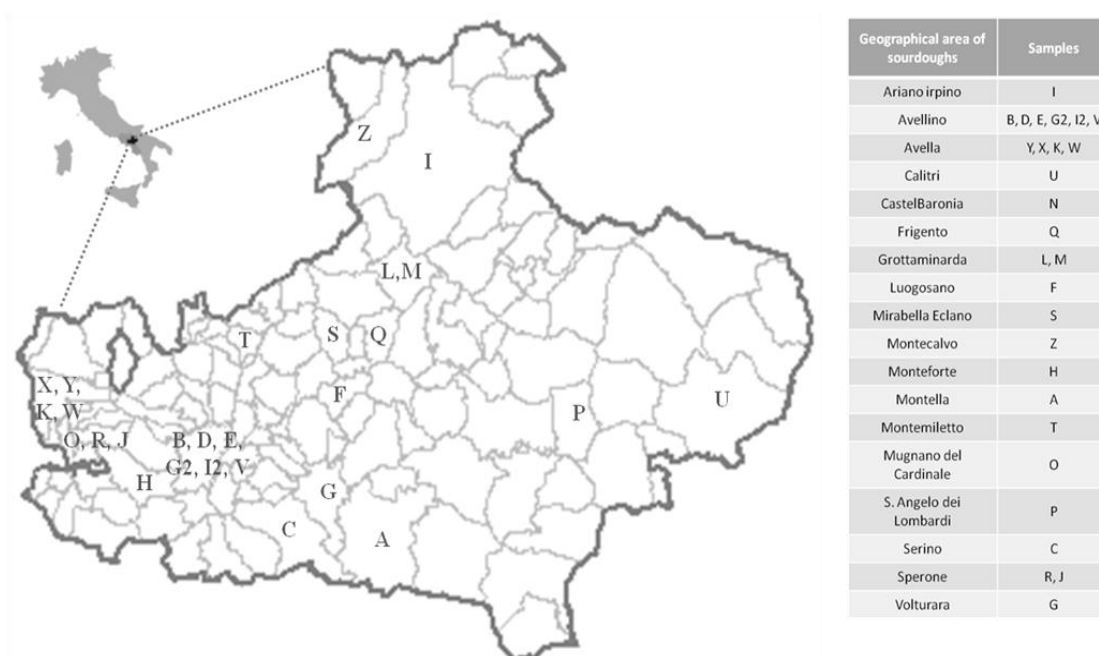 Z
I
L,M
T
S
Q
X, Y,
K, W
F
P
U
O, R, J
B, D, E,
G2, I2, V
H
G
C
A
Geographical area of
sourdoughs
Samples
Ariano irpino
I
Avellino
B, D, E, G2, I2, V
Avella
Y, X, K, W
Calitri
U
CastelBaronia
N
Frigento
Q
Grottaminarda
L, M
Luogosano
F
Mirabella Eclano
S
Montecalvo
Z
Monteforte
H
Montella
A
Montemiletto
T
Mugnano del
Cardinale
O
S. Angelo dei
Lombardi
P
Serino
C
Sperone
R, J
Volturara
G